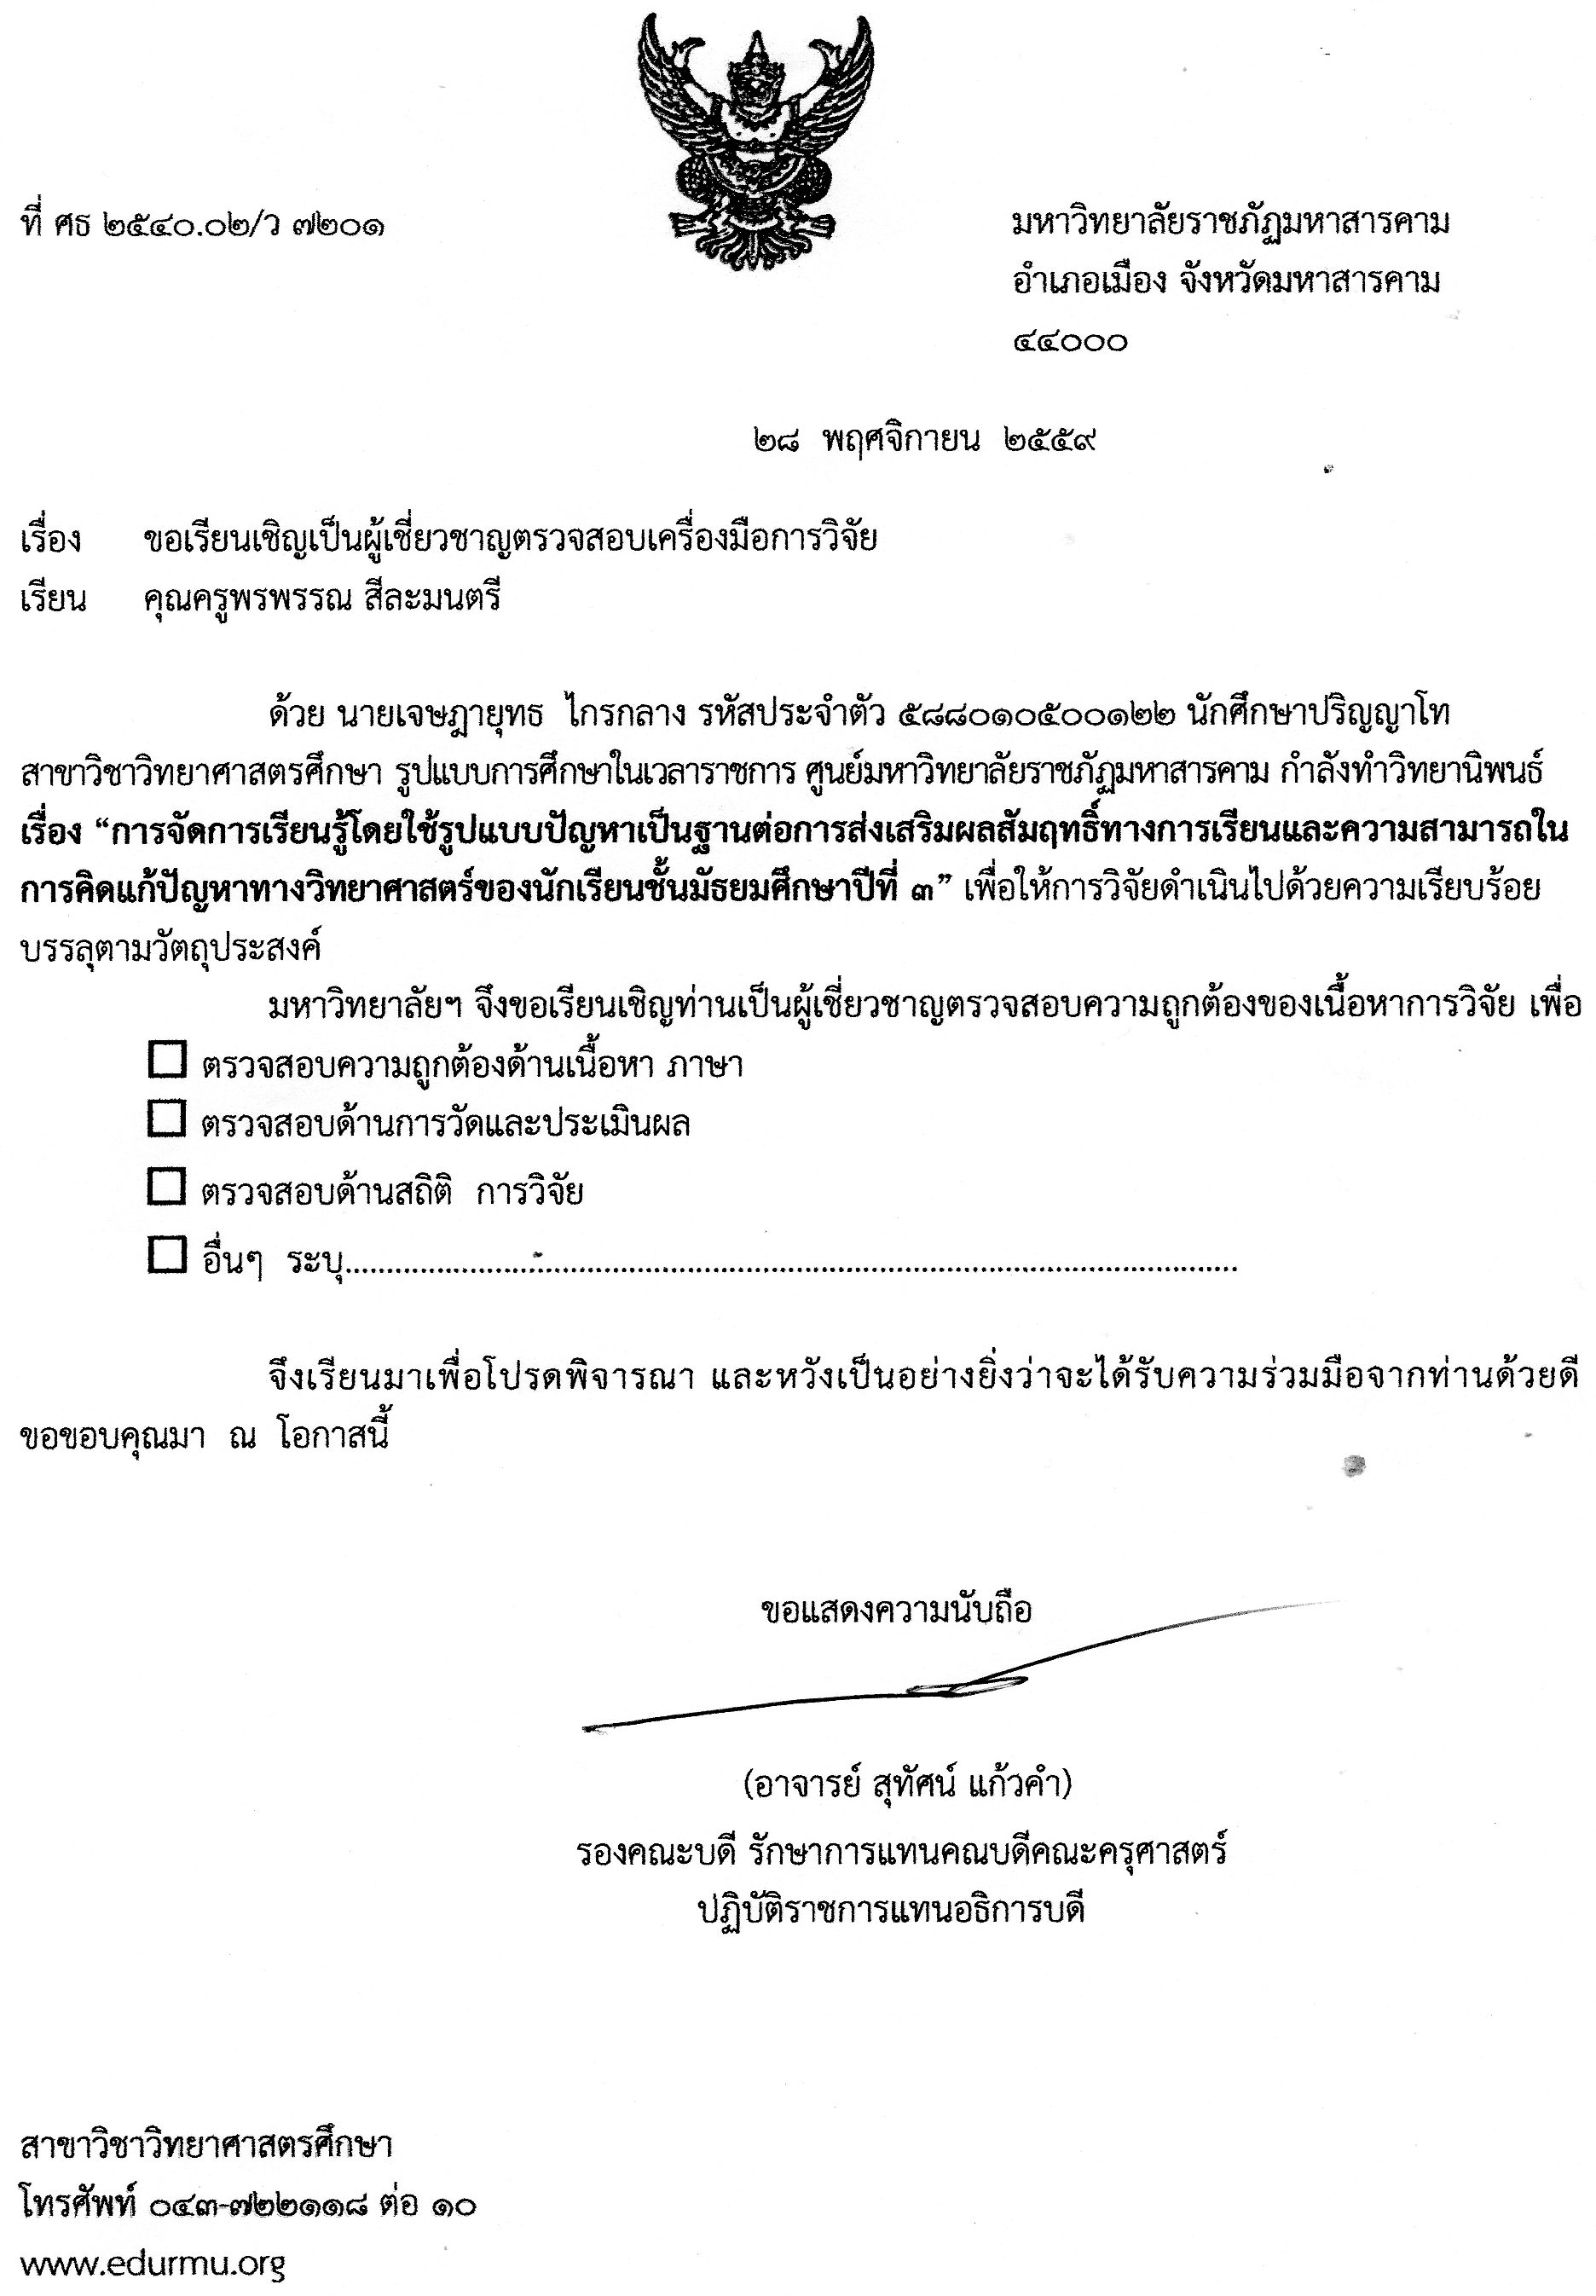 ที่ ศธ ๒๕๔๐.๐๒/ว ๗๒๐๑
มหาวิทยาลัยราชภัฏมหาสารคาม
อำเภอเมือง จังหวัดมหาสารคาม
๔๔๐๐๐
๒๘ พฤศจิกายน ๒๕๕๙
เรื่อง ขอเรียนเชิญเป็นผู้เชี่ยวชาญตรวจสอบเครื่องมือการวิจัย
เรียน คุณครูพรพรรณ สีละมนตรี
ด้วย นายเจษฎายุทธ ไกรกลาง รหัสประจำตัว ๕๘๘๐๑๐๕๐๐๑๒๒ นักศึกษาปริญญาโท
สาขาวิชาวิทยาศาสตรศึกษา รูปแบบการศึกษาในเวลาราชการ ศูนย์มหาวิทยาลัยราชภัฏมหาสารคาม กำลังทำวิทยานิพนธ์
เรื่อง “การจัดการเรียนรู้โดยใช้รูปแบบปัญหาเป็นฐานต่อการส่งเสริมผลสัมฤทธิ์ทางการเรียนและความสามารถใน
การคิดแก้ปัญหาทางวิทยาศาสตร์ของนักเรียนชั้นมัธยมศึกษาปีที่ ๓” เพื่อให้การวิจัยดำเนินไปด้วยความเรียบร้อย
บรรลุตามวัตถุประสงค์
มหาวิทยาลัยฯ จึงขอเรียนเชิญท่านเป็นผู้เชี่ยวชาญตรวจสอบความถูกต้องของเนื้อหาการวิจัย เพื่อ
ตรวจสอบความถูกต้องด้านเนื้อหา ภาษา
ตรวจสอบด้านการวัดและประเมินผล
ตรวจสอบด้านสถิติ การวิจัย
อื่นๆ ระบุ..........................................................................................................
จึงเรียนมาเพื่อโปรดพิจารณา และหวังเป็นอย่างยิ่งว่าจะได้รับความร่วมมือจากท่านด้วยดี
ขอขอบคุณมา ณ โอกาสนี้
ขอแสดงความนับถือ
(อาจารย์ สุทัศน์ แก้วคำ)
รองคณะบดี รักษาการแทนคณบดีคณะครุศาสตร์
ปฏิบัติราชการแทนอธิการบดี
สาขาวิชาวิทยาศาสตรศึกษา
โทรศัพท์ ๐๔๓-๗๒๒๑๑๘ ต่อ ๑๐
www.edurmu.org